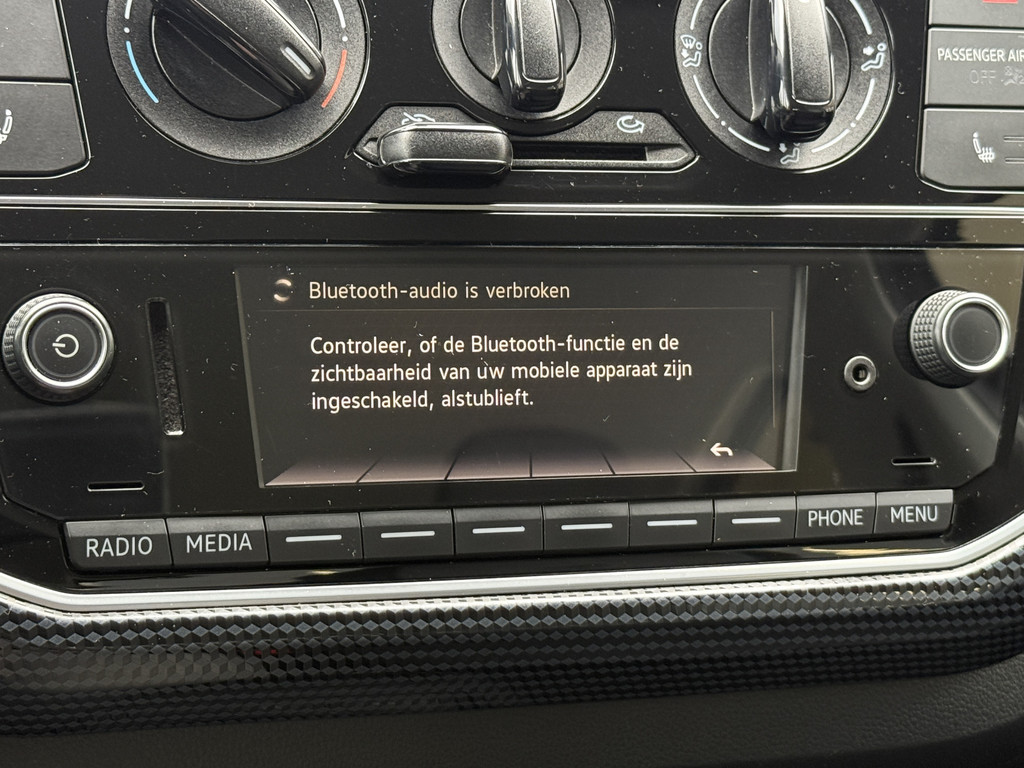 PASSENGER AIR
OFF
Bluetooth-audio is verbroken
Controleer, of de Bluetooth-functie en de
zichtbaarheid van uw mobiele apparaat zijn
ingeschakeld, alstublieft.
RADIO MEDIA PHONE MENU